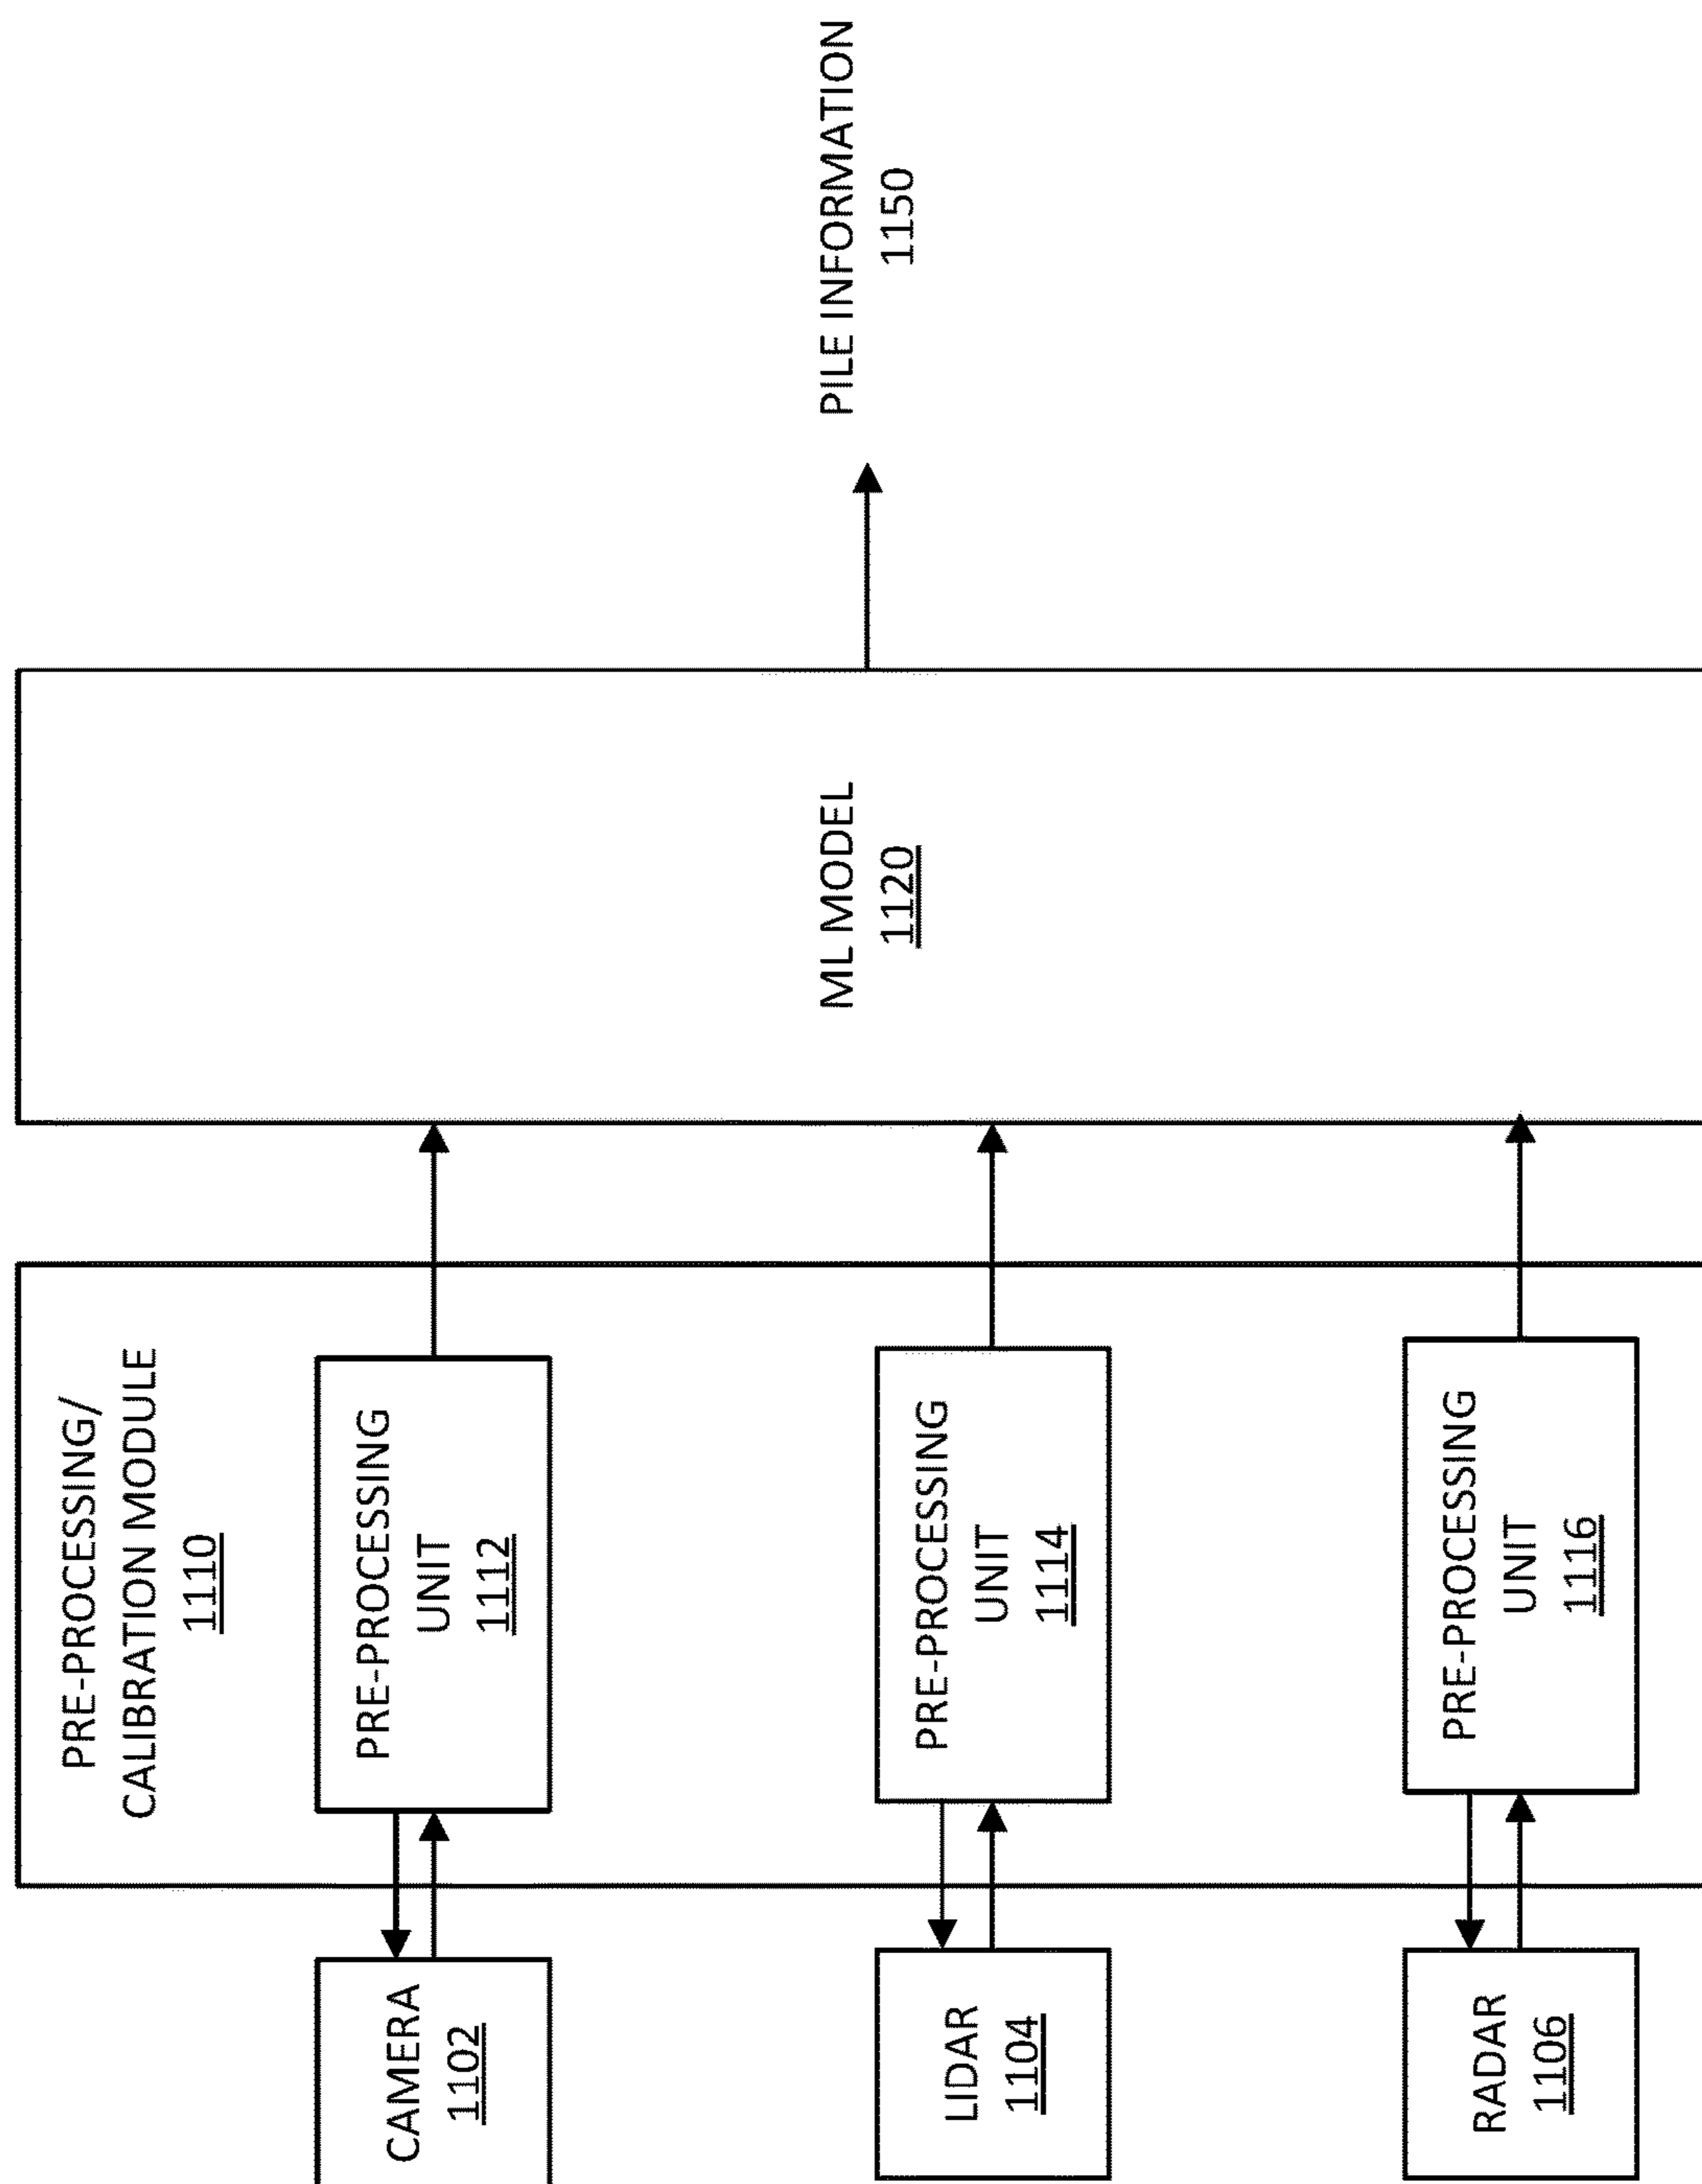 PRE-PROCESSING/
CALIBRATION MODULE
1110
CAMERA
1102
PRE-PROCESSING
UNIT
1112
LIDAR
1104
PRE-PROCESSING
UNIT
1114
RADAR
1106
PRE-PROCESSING
UNIT
1116
ML MODEL
1120
PILE INFORMATION
1150